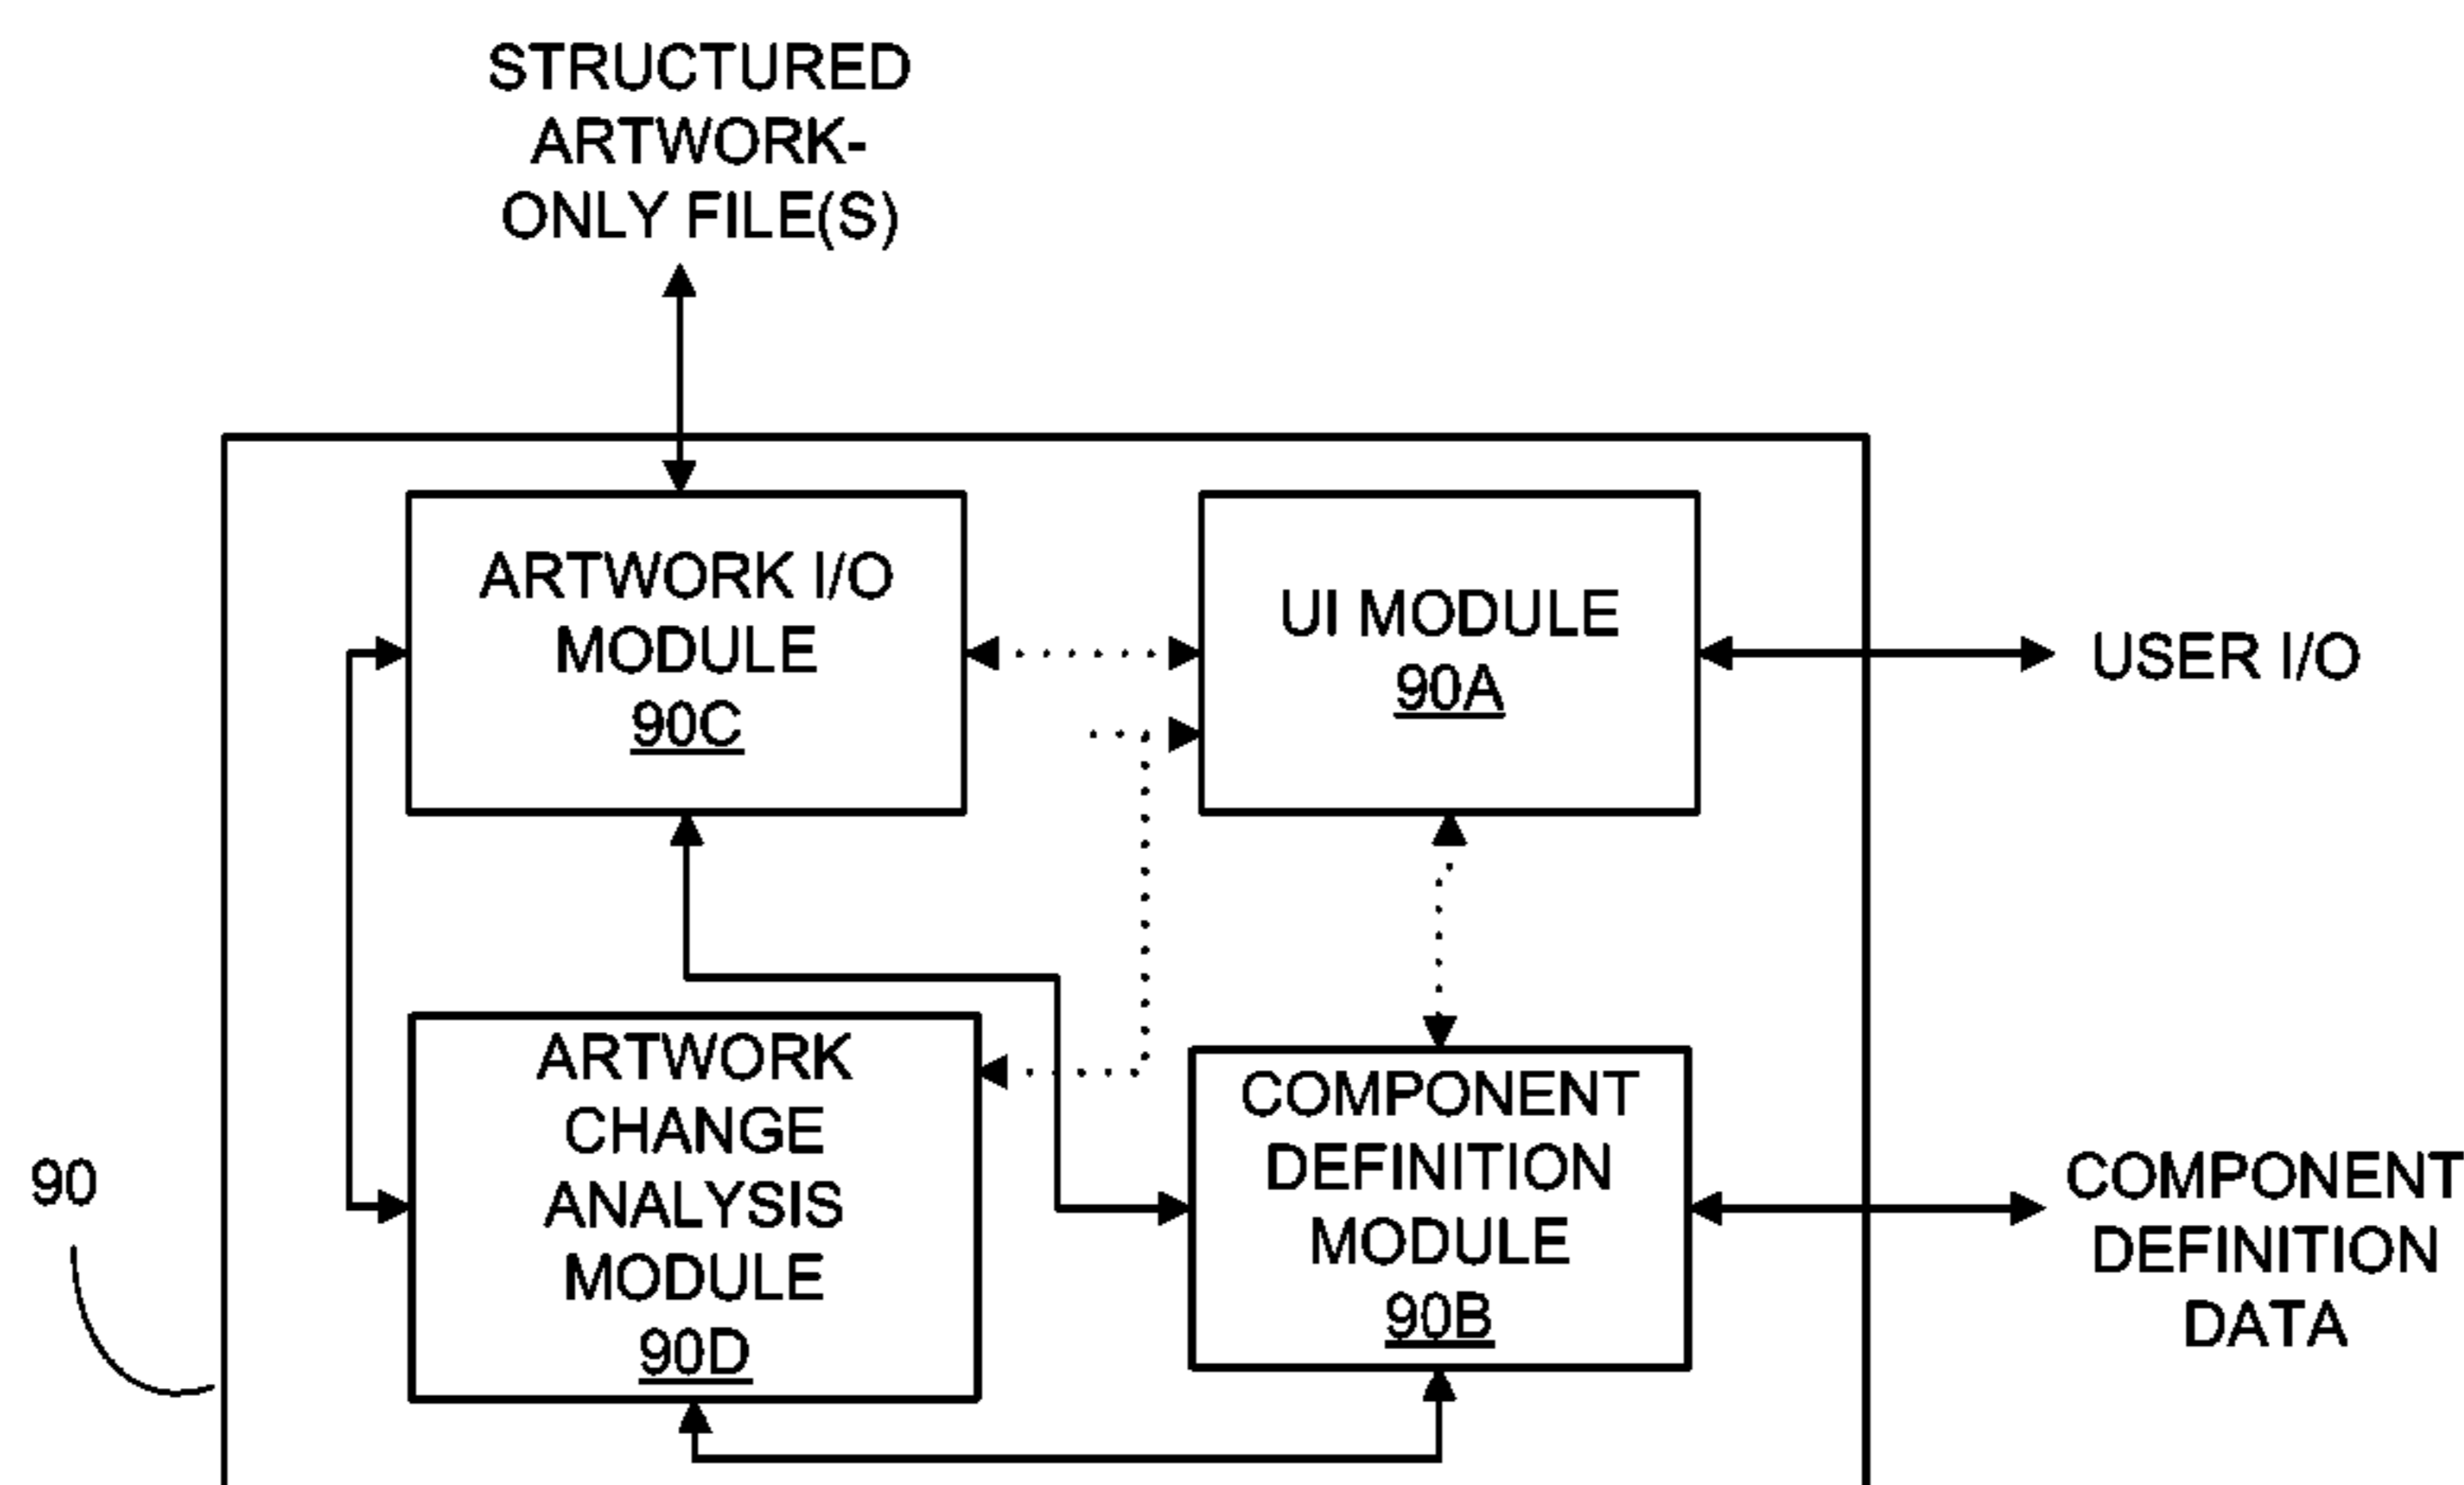 STRUCTURED
ARTWORK-
ONLY FILE(S)
ARTWORK I/O
MODULE
90C
UI MODULE
90A
USER I/O
ARTWORK
CHANGE
ANALYSIS
MODULE
90D
COMPONENT
DEFINITION
MODULE
90B
COMPONENT
DEFINITION
DATA
90